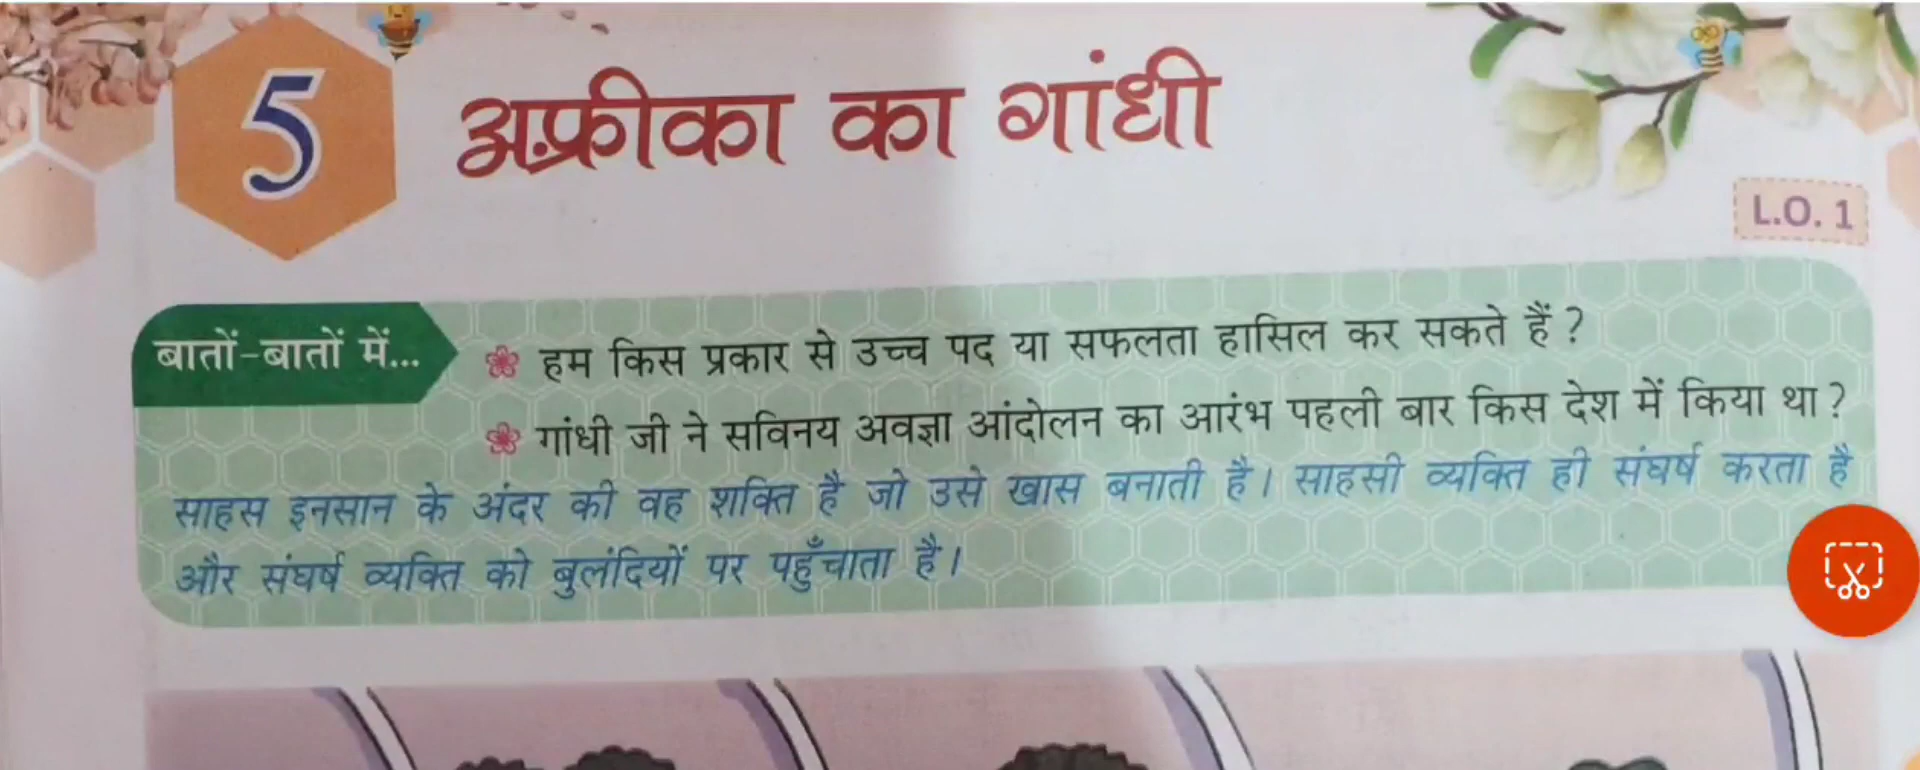 5
अफ़्रीका का गांधी
L.O. 1
बातों-बातों में...
हम किस प्रकार से उच्च पद या सफलता हासिल कर सकते हैं ?
गांधी जी ने सविनय अवज्ञा आंदोलन का आरंभ पहली बार किस देश में किया था ?
साहस इनसान के अंदर की वह शक्ति है जो उसे खास बनाती है। साहसी व्यक्ति ही संघर्ष करता है
और संघर्ष व्यक्ति को बुलंदियों पर पहुँचाता है।